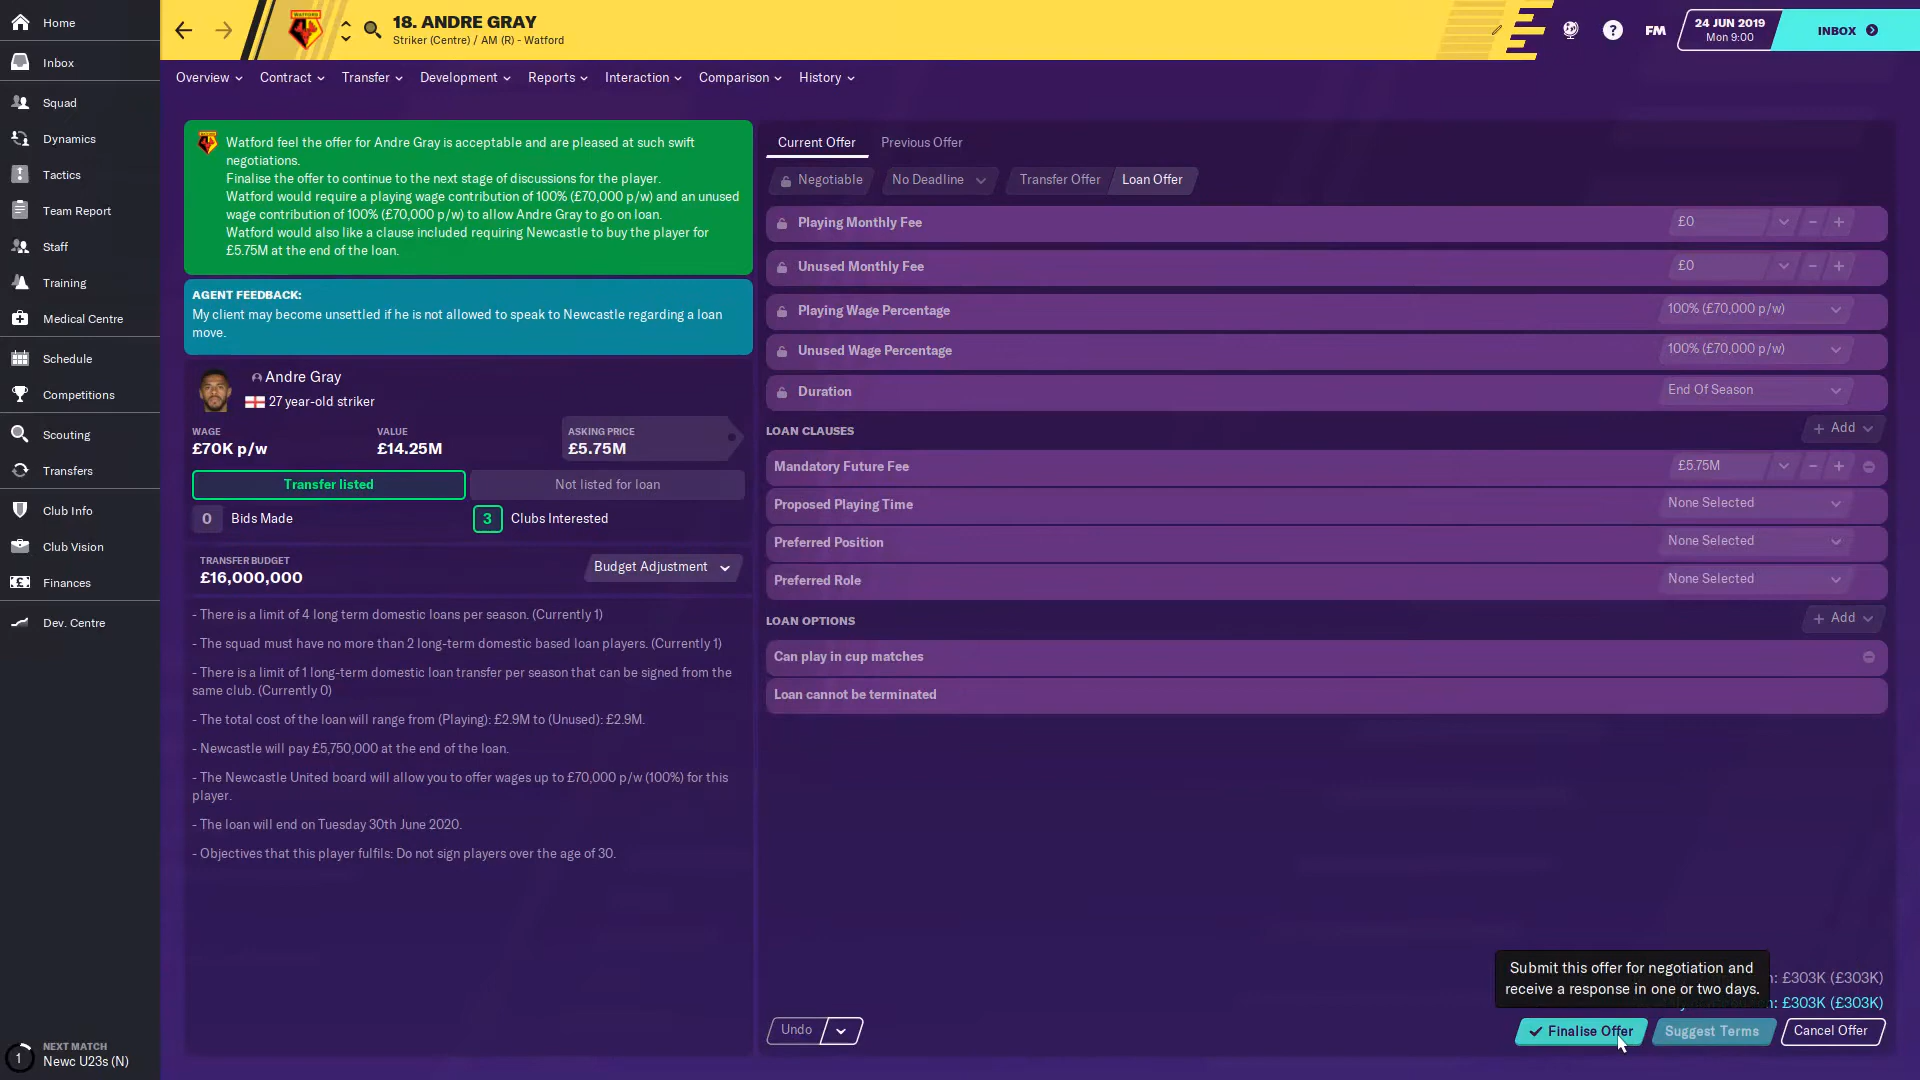 Home
Inbox
Squad
Dynamics
Tactics
Team Report
Staff
Training
Medical Centre
Schedule
Competitions
Scouting
Transfers
Club Info
Club Vision
Finances
Dev. Centre
1
NEXT MATCH
Newc U23s (N)
18. ANDRE GRAY
Striker (Centre) / AM (R) - Watford
?
FM
24 JUN 2019
Mon 9:00
INBOX
Overview
Contract
Transfer
Development
Reports
Interaction
Comparison
History
Watford feel the offer for Andre Gray is acceptable and are pleased at such swift
negotiations.
Finalise the offer to continue to the next stage of discussions for the player.
Watford would require a playing wage contribution of 100% (£70,000 p/w) and an unused
wage contribution of 100% (£70,000 p/w) to allow Andre Gray to go on loan.
Watford would also like a clause included requiring Newcastle to buy the player for
£5.75M at the end of the loan.
AGENT FEEDBACK:
My client may become unsettled if he is not allowed to speak to Newcastle regarding a loan
move.
Andre Gray
27 year-old striker
WAGE
£70K p/w
VALUE
£14.25M
ASKING PRICE
£5.75M
Transfer listed
Not listed for loan
0 Bids Made
3 Clubs Interested
TRANSFER BUDGET
£16,000,000
Budget Adjustment
- There is a limit of 4 long term domestic loans per season. (Currently 1)
- The squad must have no more than 2 long-term domestic based loan players. (Currently 1)
- There is a limit of 1 long-term domestic loan transfer per season that can be signed from the
same club. (Currently 0)
- The total cost of the loan will range from (Playing): £2.9M to (Unused): £2.9M.
- Newcastle will pay £5,750,000 at the end of the loan.
- The Newcastle United board will allow you to offer wages up to £70,000 p/w (100%) for this
player.
- The loan will end on Tuesday 30th June 2020.
- Objectives that this player fulfils: Do not sign players over the age of 30.
Current Offer
Previous Offer
Negotiable
No Deadline
Transfer Offer
Loan Offer
Playing Monthly Fee £0
Unused Monthly Fee £0
Playing Wage Percentage 100% (£70,000 p/w)
Unused Wage Percentage 100% (£70,000 p/w)
Duration End Of Season
LOAN CLAUSES
Add
Mandatory Future Fee £5.75M
Proposed Playing Time None Selected
Preferred Position None Selected
Preferred Role None Selected
LOAN OPTIONS
Add
Can play in cup matches
Loan cannot be terminated
Submit this offer for negotiation and
receive a response in one or two days.
£303K (£303K)
£303K (£303K)
Undo
Finalise Offer
Suggest Terms
Cancel Offer